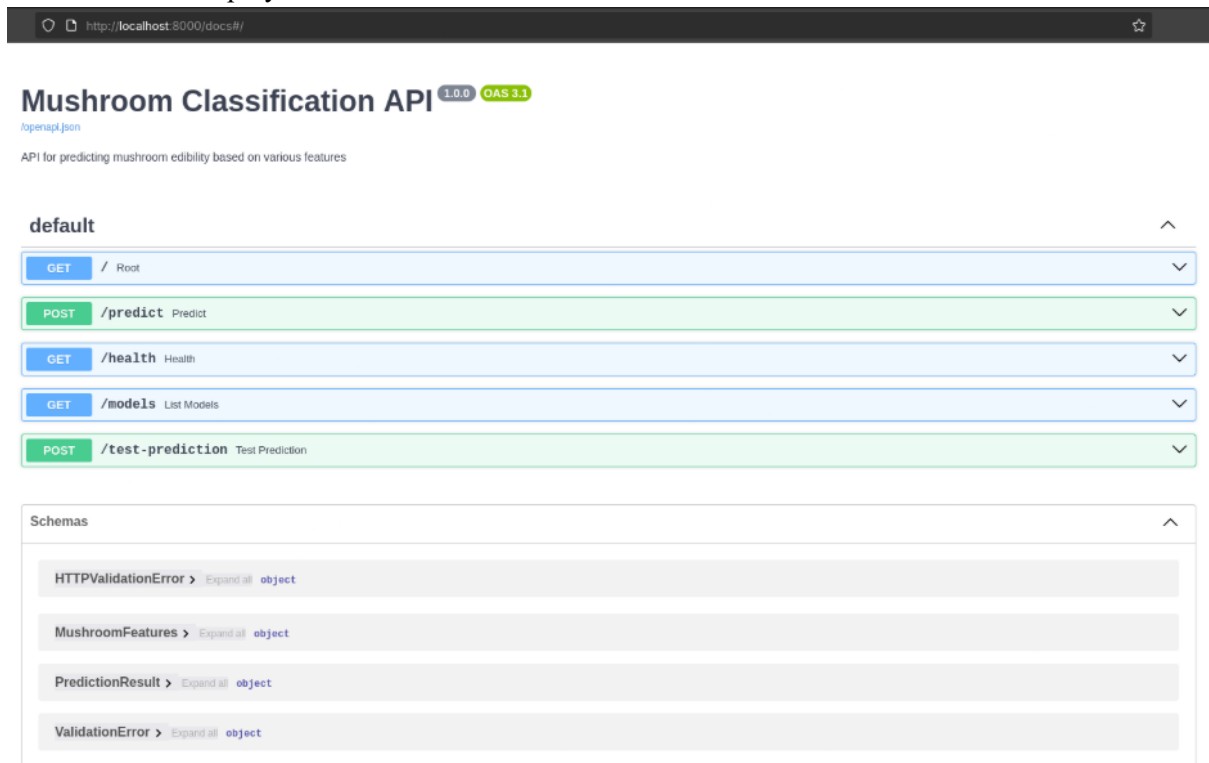 http://localhost:8000/docs#/
Mushroom Classification API 1.0.0 OAS 3.1
/openapi.json
API for predicting mushroom edibility based on various features
default
GET / Root
POST /predict Predict
GET /health Health
GET /models List Models
POST /test-prediction Test Prediction
Schemas
HTTPValidationError Expand all object
MushroomFeatures Expand all object
PredictionResult Expand all object
ValidationError Expand all object